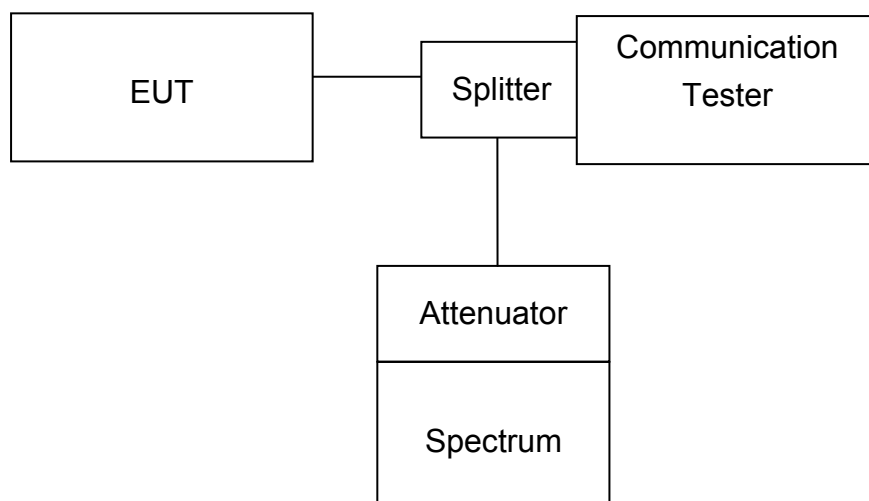 EUT
Splitter
Communication
Tester
Attenuator
Spectrum